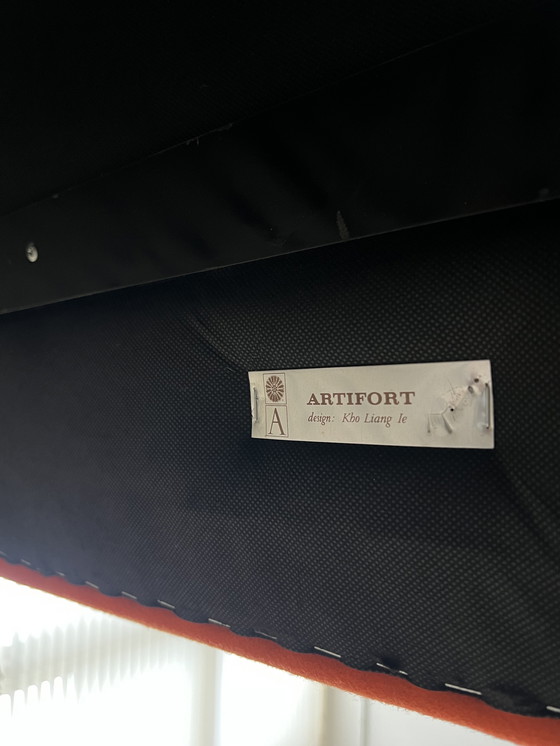 ARTIFORT
A
design: Kho Liang Ie